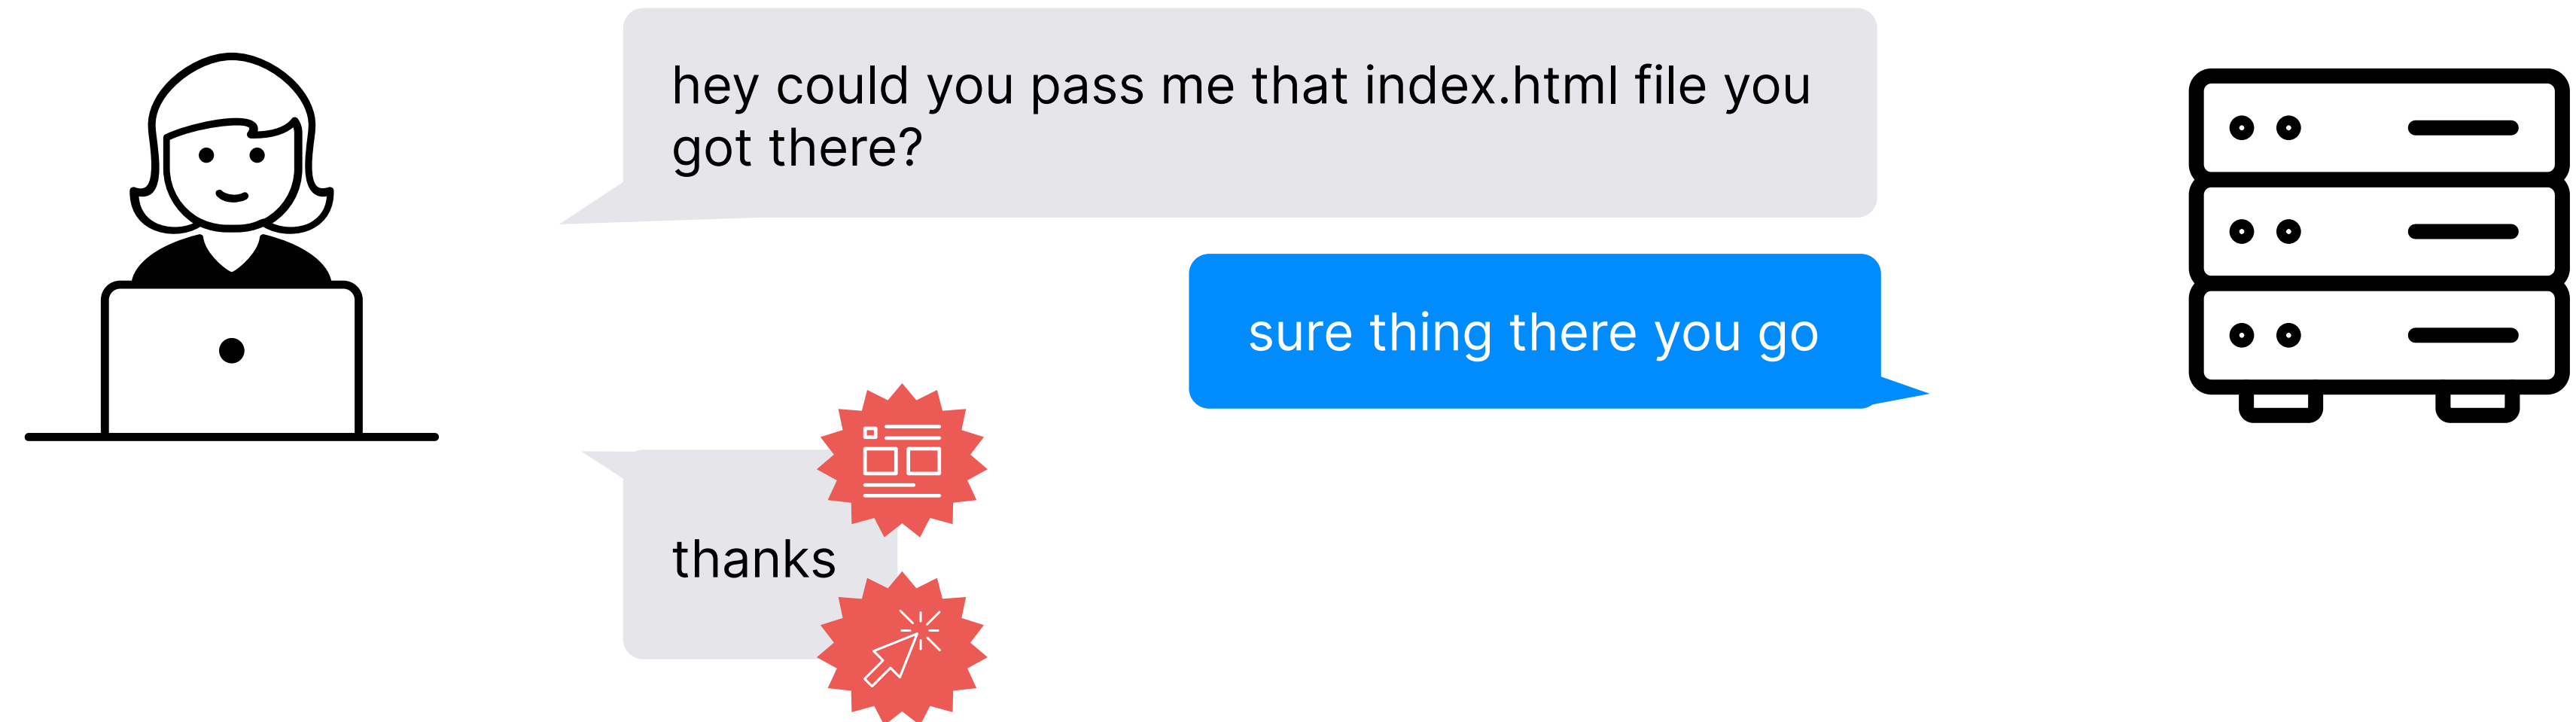 hey could you pass me that index.html file you
got there?
sure thing there you go
thanks